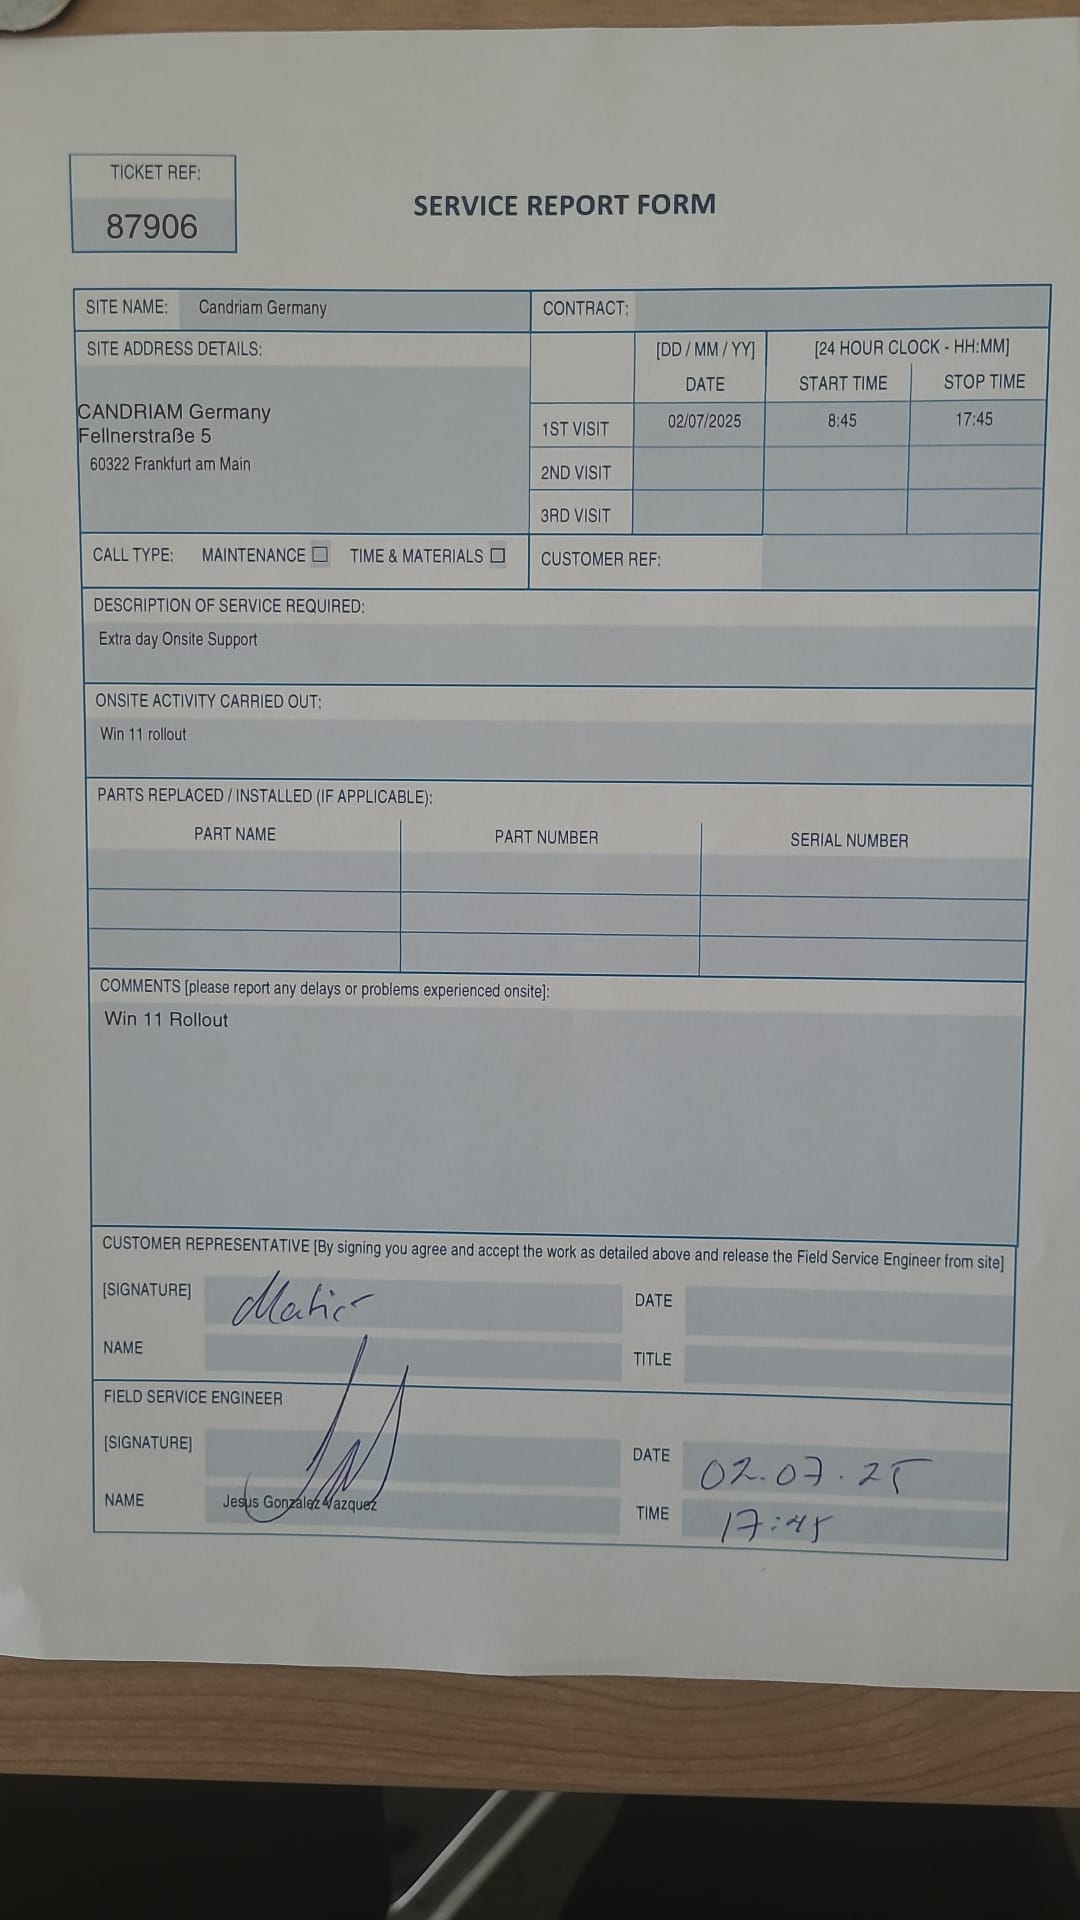 TICKET REF:
87906
SERVICE REPORT FORM
SITE NAME: Candriam Germany
CONTRACT:
SITE ADDRESS DETAILS:
[DD / MM / YY] [24 HOUR CLOCK - HH:MM]
DATE START TIME STOP TIME
CANDRIAM Germany
Fellnerstraße 5
60322 Frankfurt am Main
1ST VISIT 02/07/2025 8:45 17:45
2ND VISIT
3RD VISIT
CALL TYPE: MAINTENANCE TIME & MATERIALS
CUSTOMER REF:
DESCRIPTION OF SERVICE REQUIRED:
Extra day Onsite Support
ONSITE ACTIVITY CARRIED OUT:
Win 11 rollout
PARTS REPLACED / INSTALLED (IF APPLICABLE):
PART NAME PART NUMBER SERIAL NUMBER
COMMENTS [please report any delays or problems experienced onsite]:
Win 11 Rollout
CUSTOMER REPRESENTATIVE [By signing you agree and accept the work as detailed above and release the Field Service Engineer from site]
[SIGNATURE] DATE
NAME TITLE
FIELD SERVICE ENGINEER
[SIGNATURE] DATE 02.07.25
NAME Jesus González Vazquez TIME 17:45